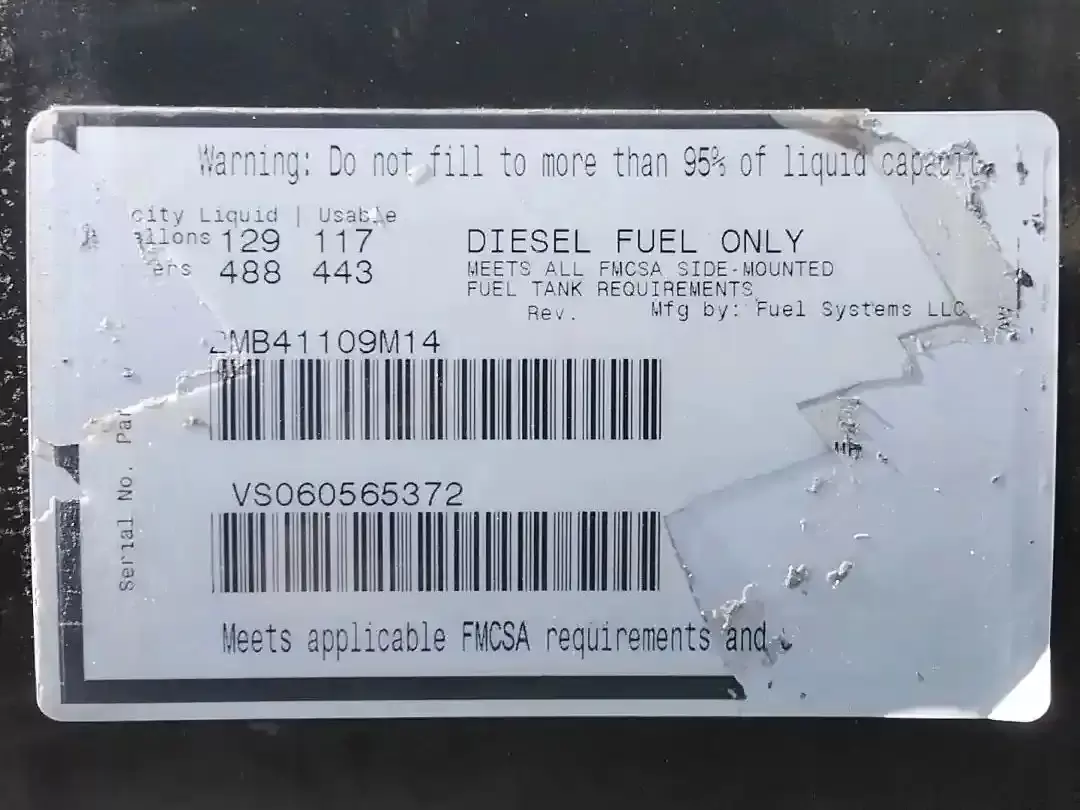 Warning: Do not fill to more than 95% of liquid capacit
city Liquid | Usable
allons 129 117
ers 488 443
DIESEL FUEL ONLY
MEETS ALL FMCSA SIDE-MOUNTED
FUEL TANK REQUIREMENTS
Rev. Mfg by: Fuel Systems LLC
2MB41109M14
Serial No. Par
VS060565372
Meets applicable FMCSA requirements and